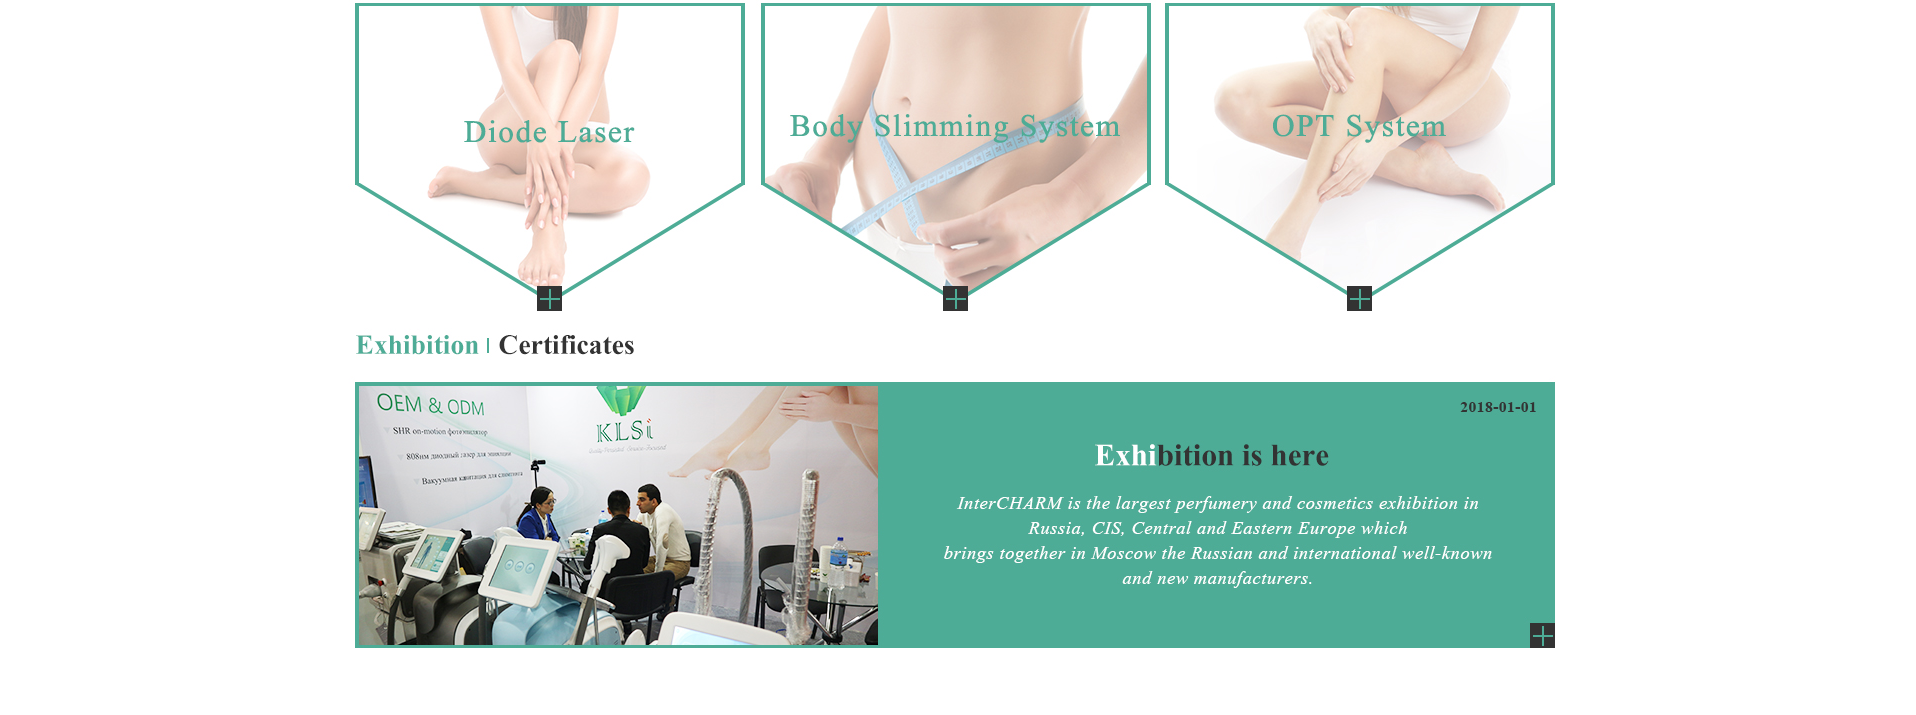 Diode Laser
Body Slimming System
OPT System
Exhibition
Certificates
OEM & ODM
SHR on-motion фотоэпилятор
808нм диодный лазер для эпиляции
Вакуумная кавитация для слимминга
KLSi
2018-01-01
Exhibition is here
InterCHARM is the largest perfumery and cosmetics exhibition in
Russia, CIS, Central and Eastern Europe which
brings together in Moscow the Russian and international well-known
and new manufacturers.